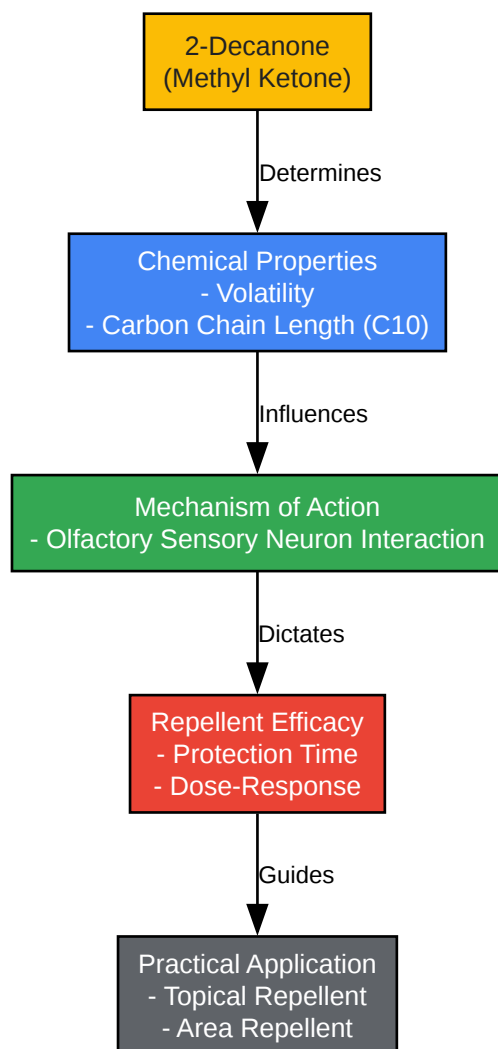 2-Decanone
(Methyl Ketone)
Determines
Chemical Properties
- Volatility
- Carbon Chain Length (C10)
Influences
Mechanism of Action
- Olfactory Sensory Neuron Interaction
Dictates
Repellent Efficacy
- Protection Time
- Dose-Response
Guides
Practical Application
- Topical Repellent
- Area Repellent